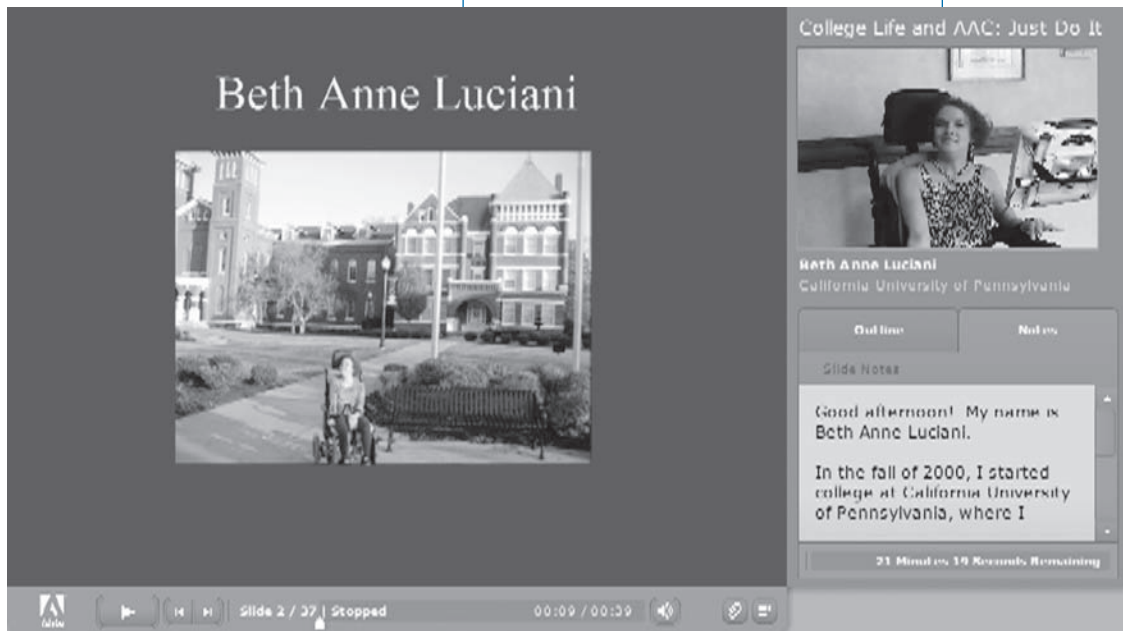 College Life and AAC: Just Do It
Beth Anne Luciani
Beth Anne Luciani
California University of Pennsylvania
Outline
Notes
Slide Notes
Good afternoon! My name is
Beth Anne Luciani.
In the fall of 2000, I started
college at California University
of Pennsylvania, where I
21 Minutes 19 Seconds Remaining
Adobe
Slide 2 / 37 | Stopped
00:09 / 00:39